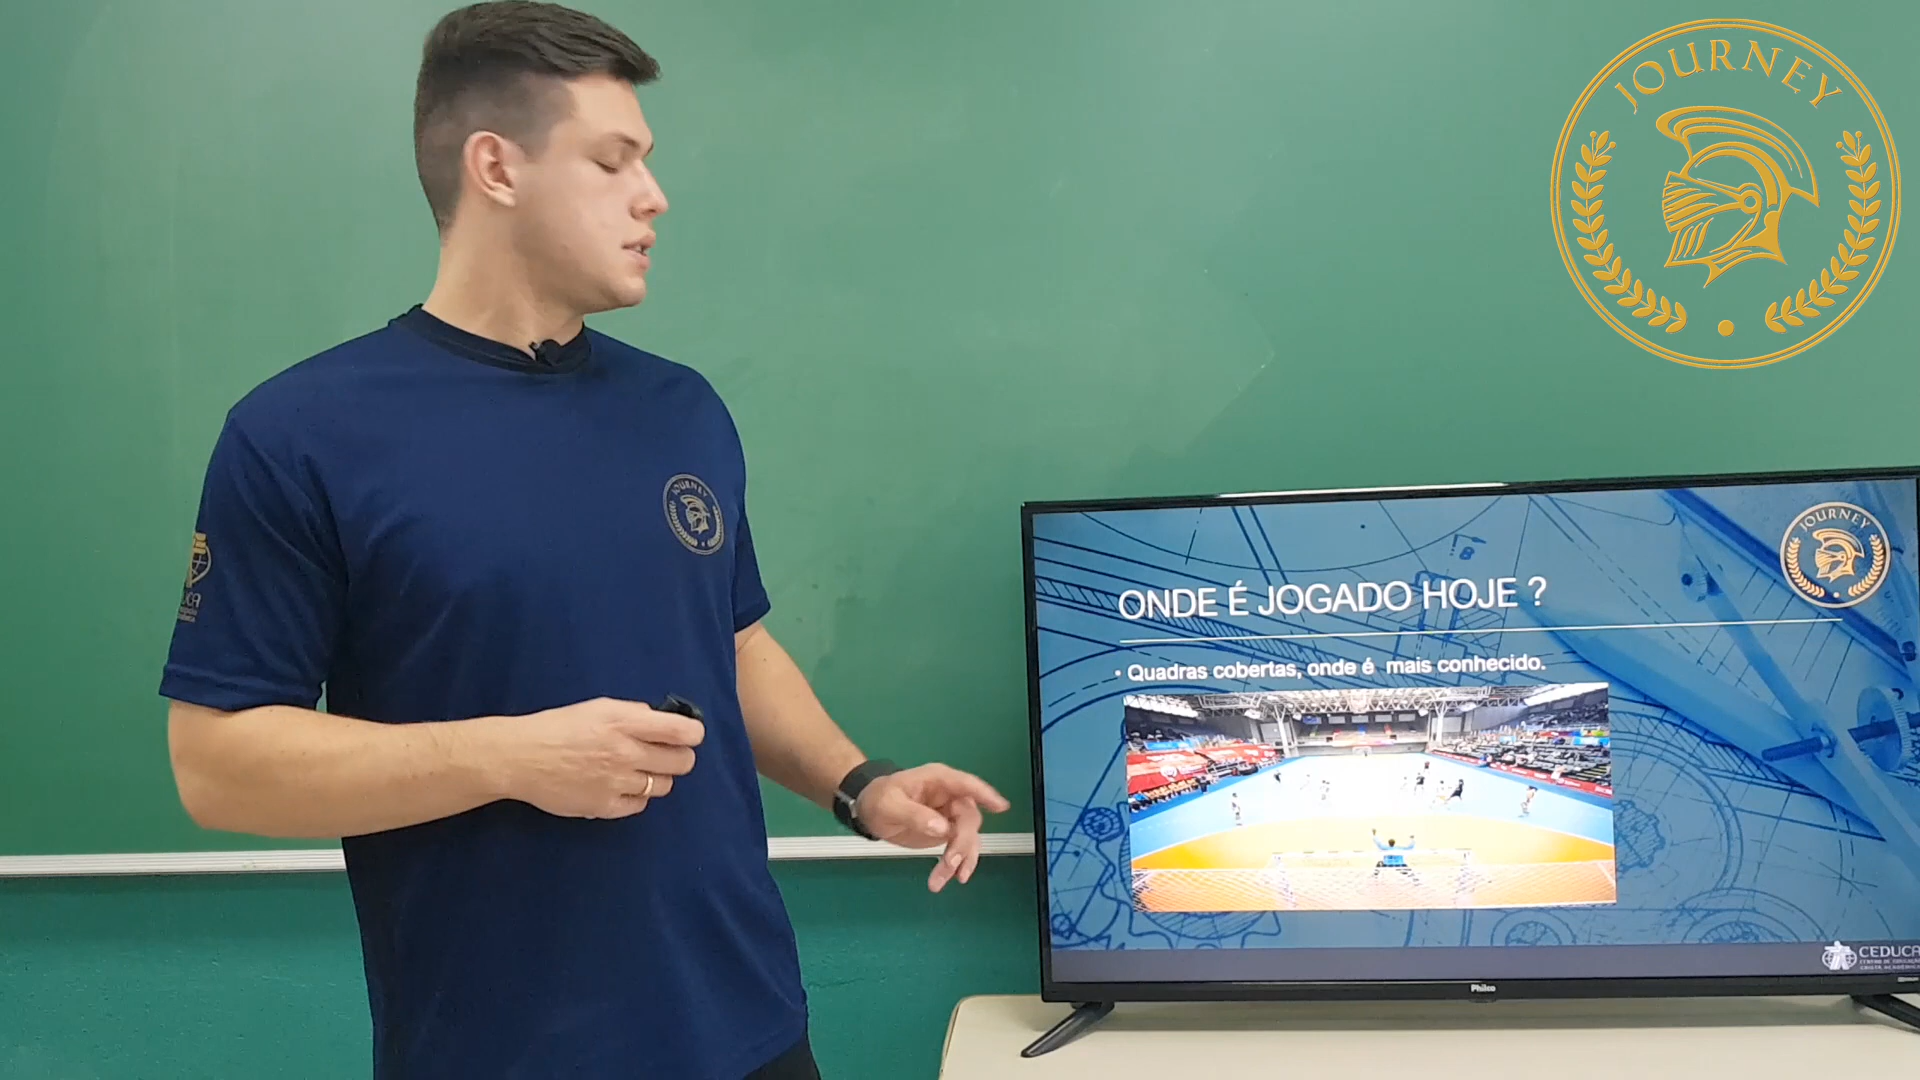 JOURNEY
JOURNEY
JOURNEY
ONDE É JOGADO HOJE ?
• Quadras cobertas, onde é mais conhecido.
CEDUCA
Philco